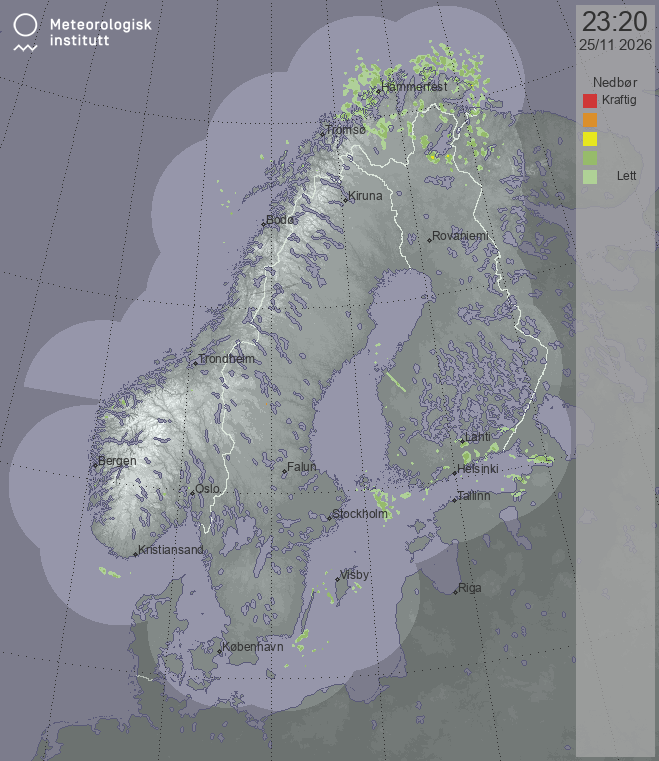 Meteorologisk
institutt
23:20
25/11 2026
Nedbør
Kraftig
Lett
Hammerfest
Tromsø
Kiruna
Bodø
Rovaniemi
Trondheim
Lahti
Bergen
Falun
Helsinki
Oslo
Tallinn
Stockholm
Kristiansand
Visby
Riga
København